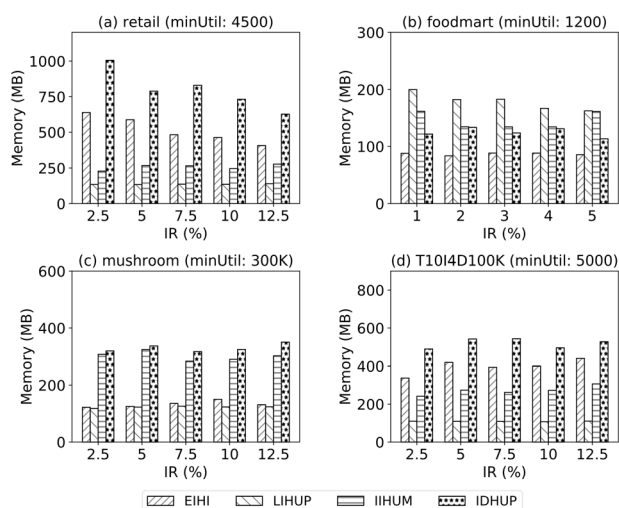 (a) retail (minUtil: 4500)
Memory (MB)
1000
750
500
250
0
2.5 5 7.5 10 12.5
IR (%)
(b) foodmart (minUtil: 1200)
Memory (MB)
300
200
100
0
1 2 3 4 5
IR (%)
(c) mushroom (minUtil: 300K)
Memory (MB)
600
400
200
0
2.5 5 7.5 10 12.5
IR (%)
(d) T10I4D100K (minUtil: 5000)
Memory (MB)
800
600
400
200
0
2.5 5 7.5 10 12.5
IR (%)
EIHI LIHUP IIHUM IDHUP